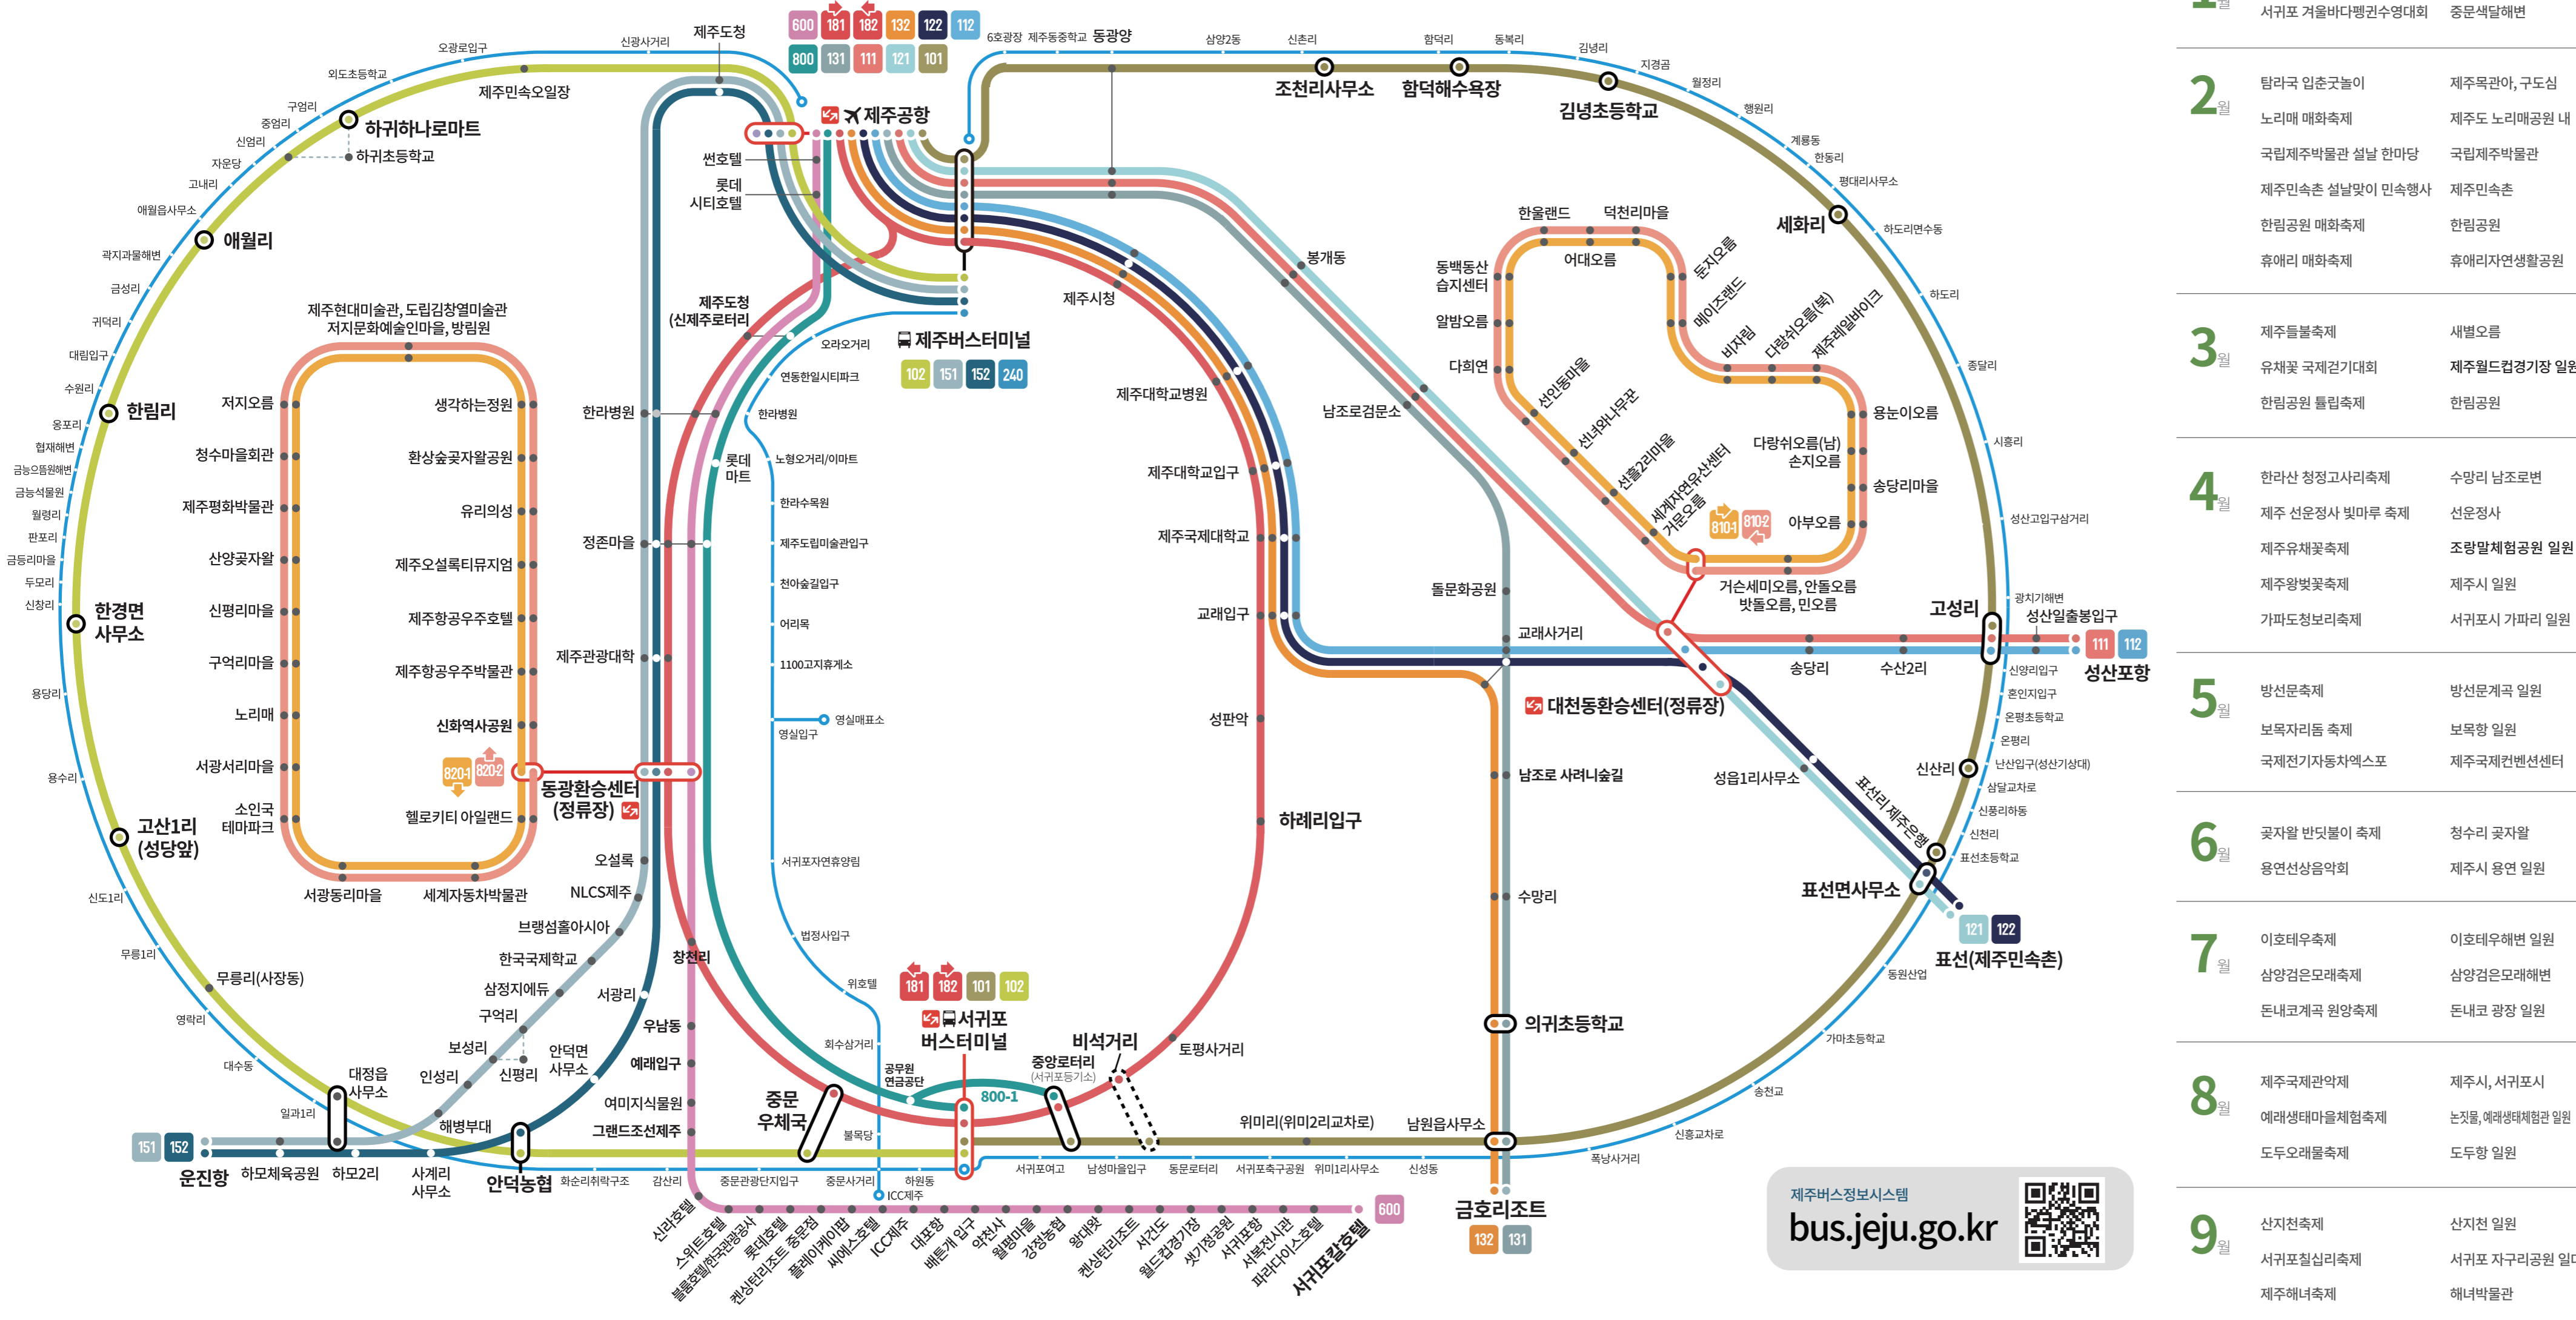 600 181 182 132 122 112
800 131 111 121 101
제주공항
제주도청
신광사거리
오광로입구
외도초등학교
제주민속오일장
구엄리
중엄리
신엄리
자운당
고내리
애월읍사무소
하귀하나로마트
하귀초등학교
애월리
곽지과물해변
금성리
귀덕리
대림입구
수원리
한림리
옹포리
협재해변
금능으뜸원해변
금능석물원
월령리
판포리
금등리마을
두모리
신창리
한경면
사무소
용당리
용수리
고산1리
(성당앞)
신도1리
무릉1리
무릉리(사장동)
영락리
대수동
일과1리
대정읍
사무소
151 152
운진항
하모체육공원
하모2리
사계리
사무소
안덕농협
제주현대미술관, 도립김창열미술관
저지문화예술인마을, 방림원
저지오름
청수마을회관
제주평화박물관
산양곶자왈
신평리마을
구억리마을
노리매
서광서리마을
소인국
테마파크
서광동리마을
세계자동차박물관
생각하는정원
환상숲곶자왈공원
유리의성
제주오설록티뮤지엄
제주항공우주호텔
제주항공우주박물관
신화역사공원
820-1 820-2
헬로키티 아일랜드
동광환승센터
(정류장)
썬호텔
롯데
시티호텔
제주도청
(신제주로터리
한라병원
정존마을
제주관광대학
오설록
NLCS제주
브랭섬홀아시아
한국국제학교
삼정지에듀
구억리
보성리
인성리
신평리
해병부대
안덕면
사무소
서광리
창천리
우남동
예래입구
여미지식물원
그랜드조선제주
롯데
마트
오라오거리
연동한일시티파크
한라병원
노형오거리/이마트
한라수목원
제주도립미술관입구
천아숲길입구
어리목
1100고지휴게소
영실매표소
영실입구
서귀포자연휴양림
법정사입구
위호텔
회수삼거리
불목당
중문사거리
ICC제주
제주버스터미널
102 151 152 240
181 182 101 102
서귀포
버스터미널
공무원
연금공단
800-1
중앙로터리
(서귀포등기소)
비석거리
토평사거리
중문
우체국
화순리취락구조
감산리
중문관광단지입구
하원동
서귀포여고
남성마을입구
동문로터리
서귀포축구공원
위미1리사무소
신성동
위미리(위미2리교차로)
남원읍사무소
신라호텔
스위트호텔
블룸호텔/한국관광공사
롯데호텔
켄싱턴리조트 중문점
플레이케이팝
씨에스호텔
ICC제주
대포항
배튼개 입구
약천사
월평마을
강정농협
왕대왓
켄싱턴리조트
서건도
월드컵경기장
샛기정공원
서귀포항
서복전시관
파라다이스호텔
서귀포칼호텔
600
금호리조트
132 131
6호광장
제주동중학교
동광양
삼양2동
신촌리
조천리사무소
함덕리
함덕해수욕장
동복리
김녕리
김녕초등학교
지경곰
월정리
행원리
계룡동
한동리
평대리사무소
세화리
하도리면수동
하도리
종달리
시흥리
성산고입구삼거리
광치기해변
성산일출봉입구
고성리
111 112
성산포항
신양리입구
혼인지입구
온평초등학교
온평리
난산입구(성산기상대)
신산리
삼달교차로
신풍리하동
신천리
표선초등학교
표선리 제주은행
표선면사무소
121 122
표선(제주민속촌)
동원산업
가마초등학교
송천교
신흥교차로
폭낭사거리
제주시청
제주대학교병원
제주대학교입구
제주국제대학교
교래입구
성판악
하례리입구
봉개동
남조로검문소
돌문화공원
교래사거리
대천동환승센터(정류장)
남조로 사려니숲길
수망리
의귀초등학교
송당리
수산2리
성읍1리사무소
한울랜드
덕천리마을
어대오름
둔지오름
메이즈랜드
비자림
다랑쉬오름(북)
제주레일바이크
용눈이오름
다랑쉬오름(남)
손지오름
송당리마을
아부오름
거슨세미오름, 안돌오름
밧돌오름, 민오름
동백동산
습지센터
알밤오름
다희연
선인동마을
선녀와나무꾼
선흘2리마을
세계자연유산센터
거문오름
810-1 810-2
제주버스정보시스템
bus.jeju.go.kr
1월
서귀포 겨울바다펭귄수영대회 중문색달해변
2월
탐라국 입춘굿놀이 제주목관아, 구도심
노리매 매화축제 제주도 노리매공원 내
국립제주박물관 설날 한마당 국립제주박물관
제주민속촌 설날맞이 민속행사 제주민속촌
한림공원 매화축제 한림공원
휴애리 매화축제 휴애리자연생활공원
3월
제주들불축제 새별오름
유채꽃 국제걷기대회 제주월드컵경기장 일원
한림공원 튤립축제 한림공원
4월
한라산 청정고사리축제 수망리 남조로변
제주 선운정사 빛마루 축제 선운정사
제주유채꽃축제 조랑말체험공원 일원
제주왕벚꽃축제 제주시 일원
가파도청보리축제 서귀포시 가파리 일원
5월
방선문축제 방선문계곡 일원
보목자리돔 축제 보목항 일원
국제전기자동차엑스포 제주국제컨벤션센터
6월
곶자왈 반딧불이 축제 청수리 곶자왈
용연선상음악회 제주시 용연 일원
7월
이호테우축제 이호테우해변 일원
삼양검은모래축제 삼양검은모래해변
돈내코계곡 원앙축제 돈내코 광장 일원
8월
제주국제관악제 제주시, 서귀포시
예래생태마을체험축제 논짓물, 예래생태체험관 일원
도두오래물축제 도두항 일원
9월
산지천축제 산지천 일원
서귀포칠십리축제 서귀포 자구리공원 일대
제주해녀축제 해녀박물관